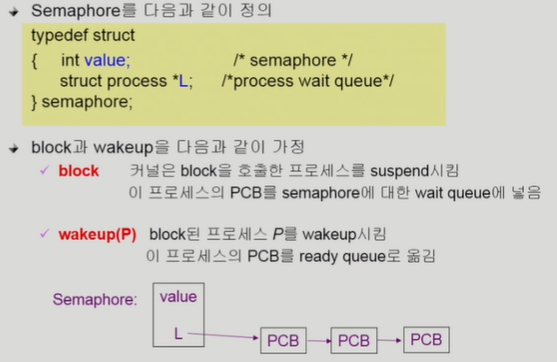 Semaphore를 다음과 같이 정의
typedef struct
{ int value; /* semaphore */
struct process *L; /*process wait queue*/
} semaphore;
block과 wakeup을 다음과 같이 가정
block 커널은 block을 호출한 프로세스를 suspend시킴
이 프로세스의 PCB를 semaphore에 대한 wait queue에 넣음
wakeup(P) block된 프로세스 P를 wakeup시킴
이 프로세스의 PCB를 ready queue로 옮김
Semaphore: value
L
PCB PCB PCB